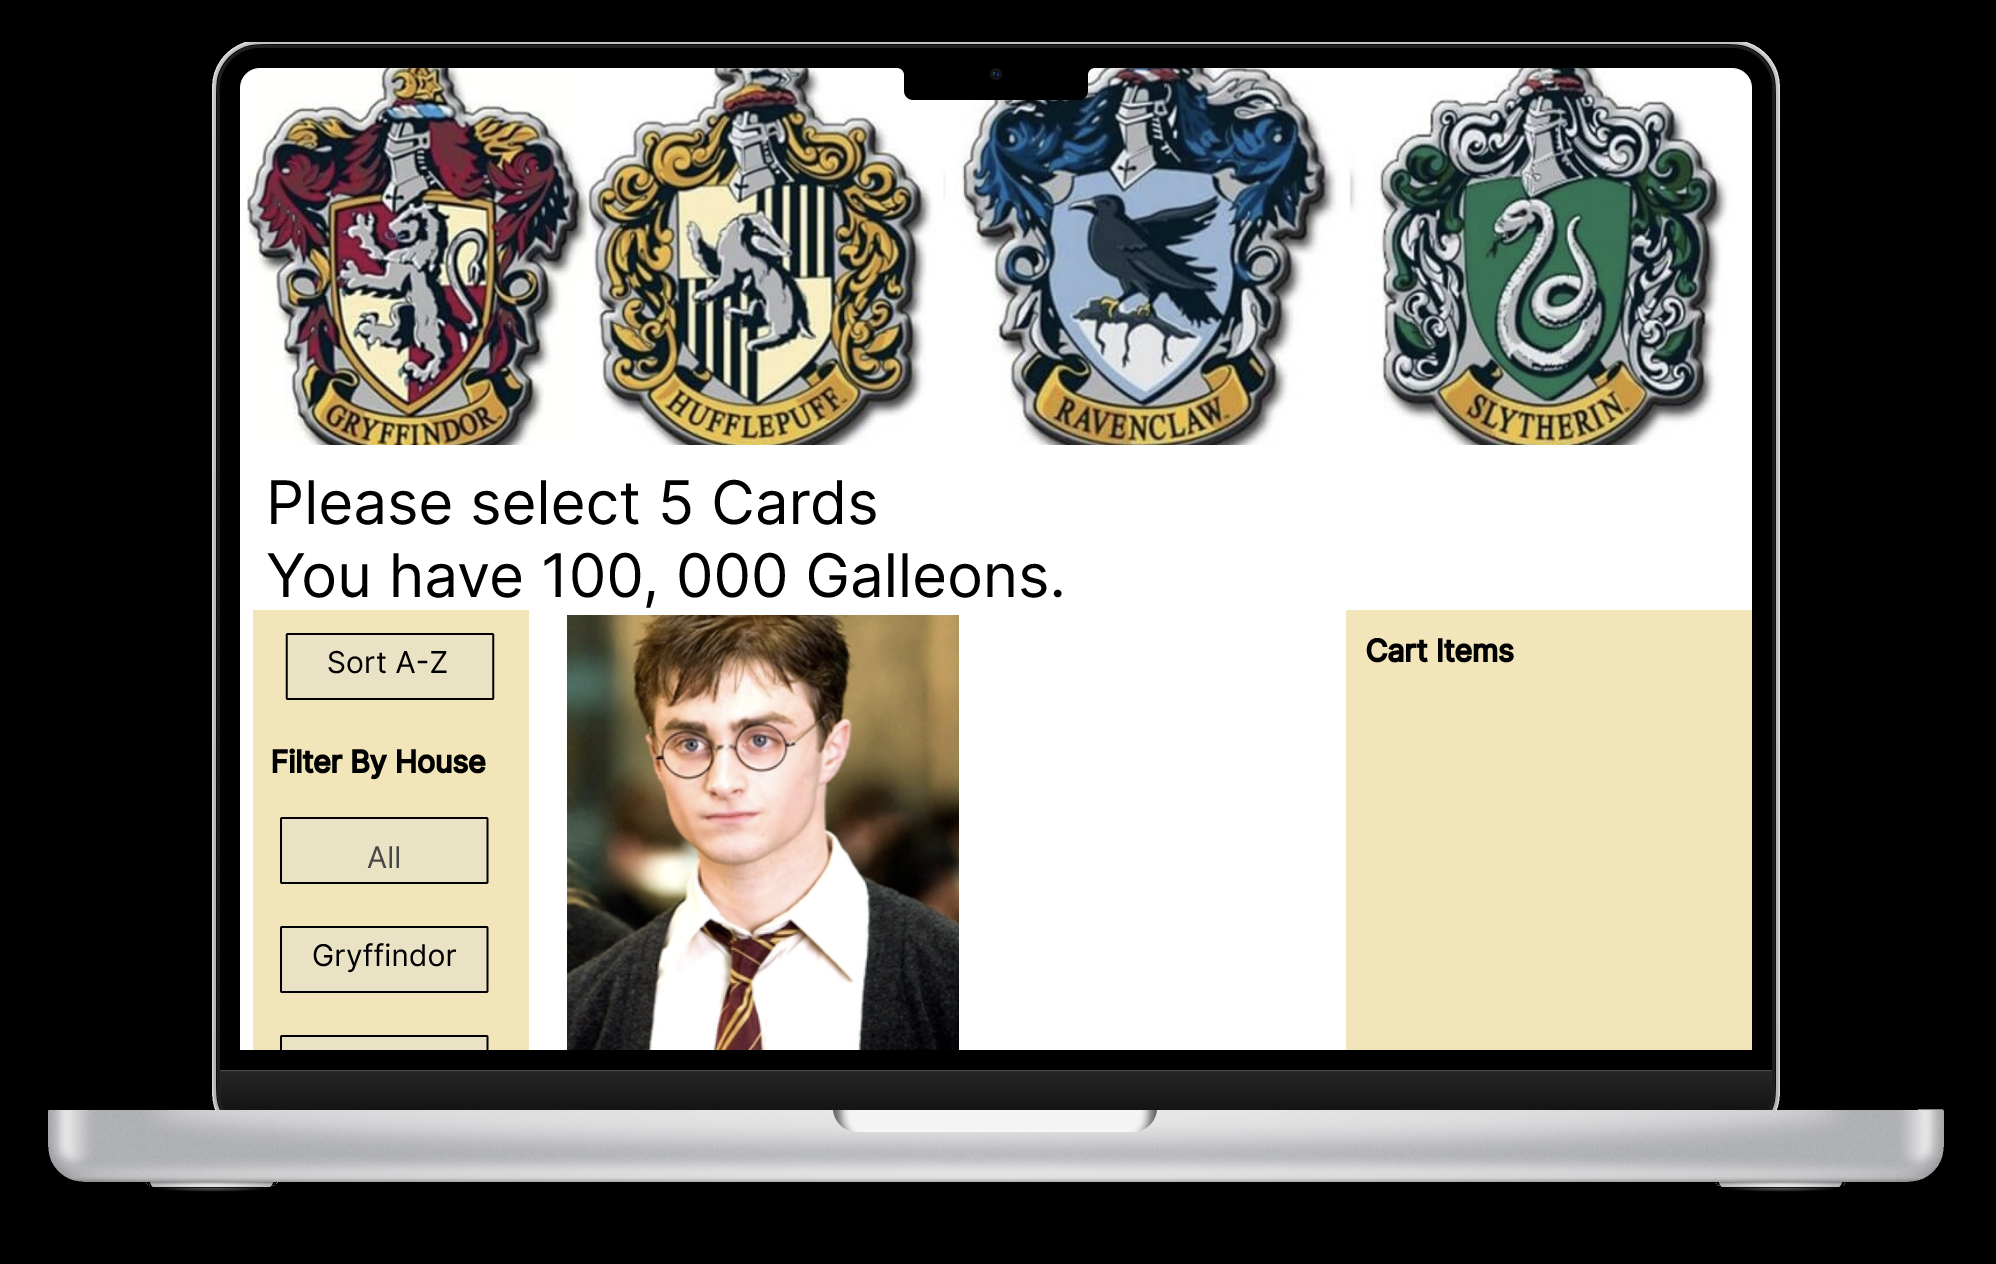 GRYFFINDOR
HUFFLEPUFF
RAVENCLAW
SLYTHERIN
Please select 5 Cards
You have 100, 000 Galleons.
Sort A-Z
Filter By House
All
Gryffindor
Cart Items